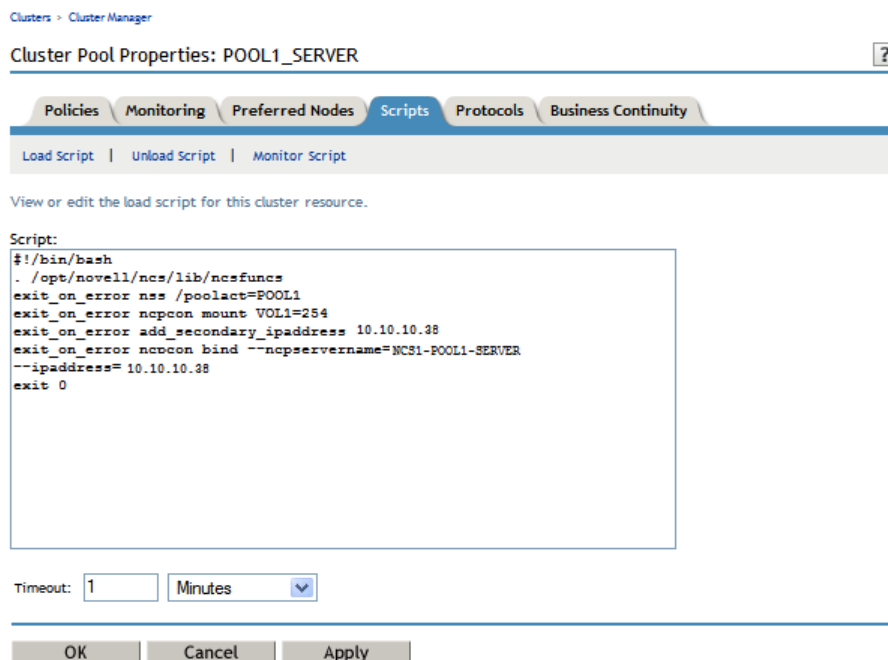 Clusters > Cluster Manager
Cluster Pool Properties: POOL1_SERVER
?
Policies Monitoring Preferred Nodes Scripts Protocols Business Continuity
Load Script | Unload Script | Monitor Script
View or edit the load script for this cluster resource.
Script:
#!/bin/bash
. /opt/novell/ncs/lib/ncsfuncs
exit_on_error nss /poolact=POOL1
exit_on_error ncpcon mount VOL1=254
exit_on_error add_secondary_ipaddress 10.10.10.38
exit_on_error ncpcon bind --ncpservername=NCS1-POOL1-SERVER
--ipaddress= 10.10.10.38
exit 0
Timeout: 1 Minutes
OK Cancel Apply